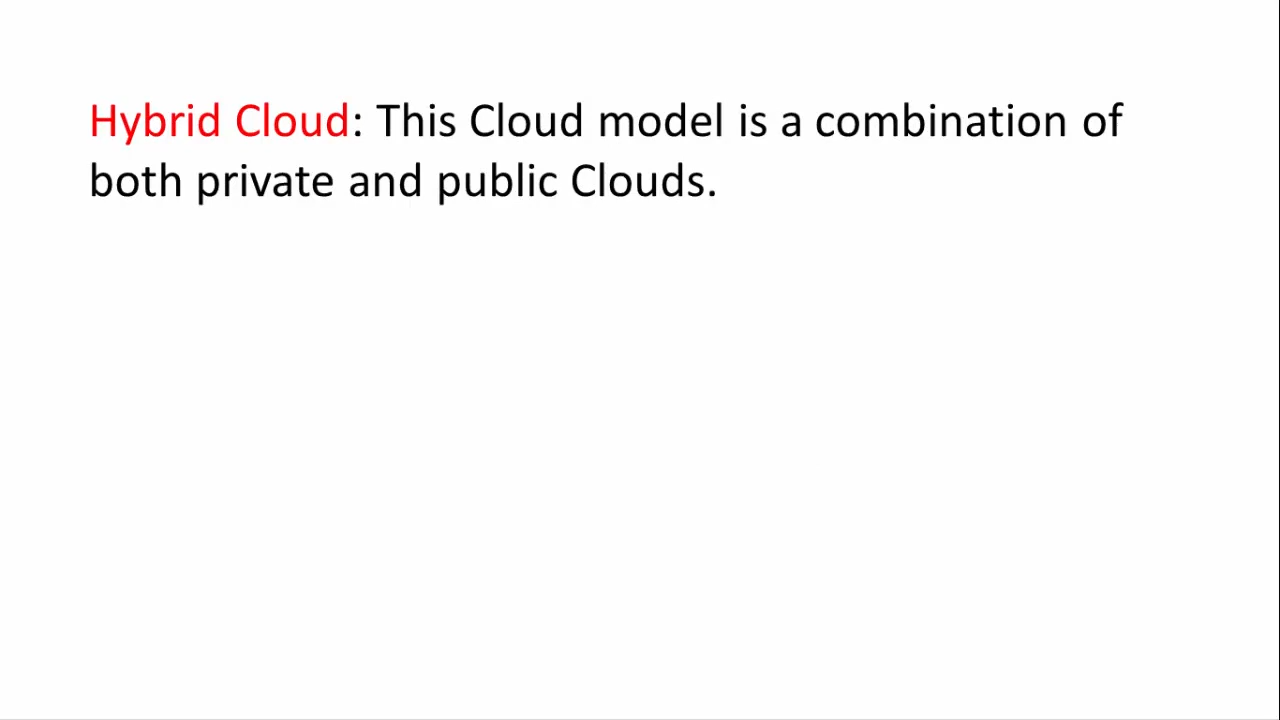 Hybrid Cloud: This Cloud model is a combination of
both private and public Clouds.